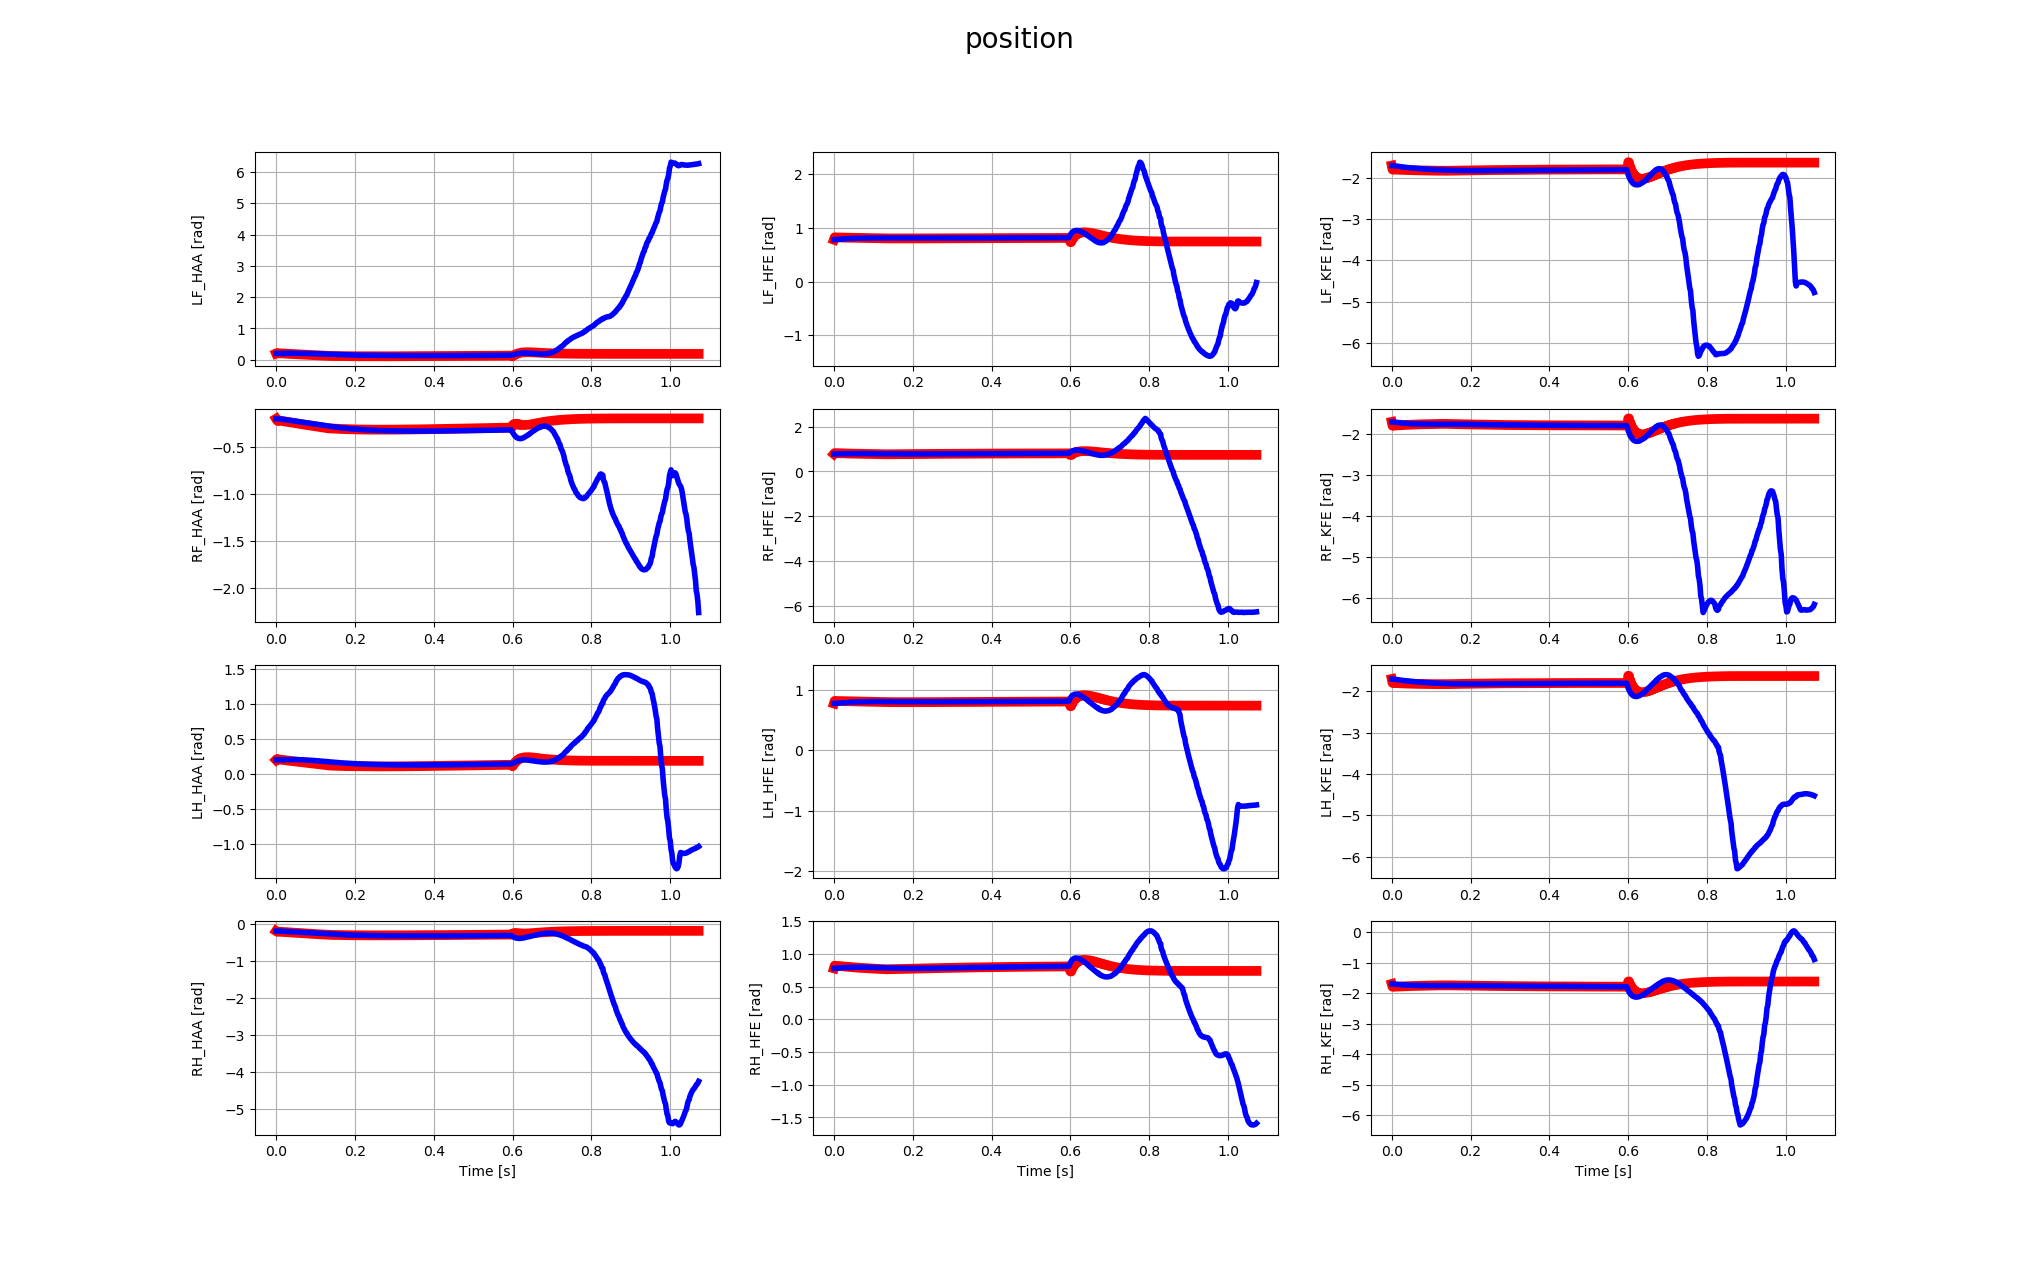 position
LF_HAA [rad]
6
5
4
3
2
1
0
0.0 0.2 0.4 0.6 0.8 1.0
LF_HFE [rad]
2
1
0
−1
0.0 0.2 0.4 0.6 0.8 1.0
LF_KFE [rad]
−2
−3
−4
−5
−6
0.0 0.2 0.4 0.6 0.8 1.0
RF_HAA [rad]
−0.5
−1.0
−1.5
−2.0
0.0 0.2 0.4 0.6 0.8 1.0
RF_HFE [rad]
2
0
−2
−4
−6
0.0 0.2 0.4 0.6 0.8 1.0
RF_KFE [rad]
−2
−3
−4
−5
−6
0.0 0.2 0.4 0.6 0.8 1.0
LH_HAA [rad]
1.5
1.0
0.5
0.0
−0.5
−1.0
0.0 0.2 0.4 0.6 0.8 1.0
LH_HFE [rad]
1
0
−1
−2
0.0 0.2 0.4 0.6 0.8 1.0
LH_KFE [rad]
−2
−3
−4
−5
−6
0.0 0.2 0.4 0.6 0.8 1.0
RH_HAA [rad]
0
−1
−2
−3
−4
−5
0.0 0.2 0.4 0.6 0.8 1.0
Time [s]
RH_HFE [rad]
1.5
1.0
0.5
0.0
−0.5
−1.0
−1.5
0.0 0.2 0.4 0.6 0.8 1.0
Time [s]
RH_KFE [rad]
0
−1
−2
−3
−4
−5
−6
0.0 0.2 0.4 0.6 0.8 1.0
Time [s]